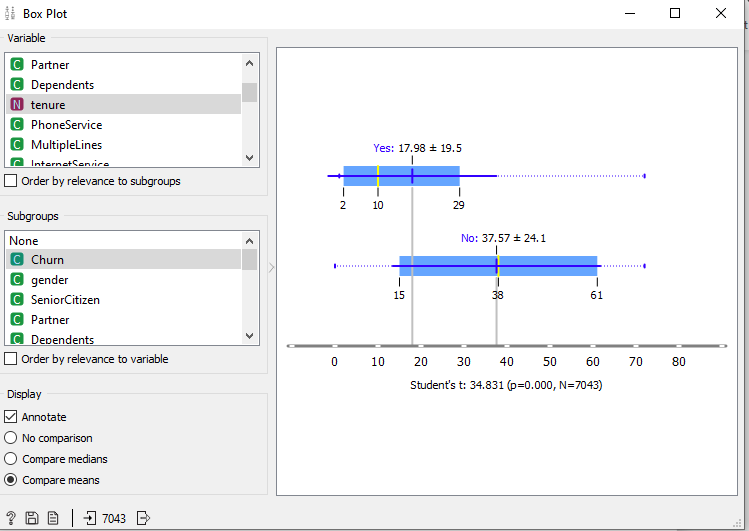 Box Plot
Variable
C Partner
C Dependents
N tenure
C PhoneService
C MultipleLines
C InternetService
Order by relevance to subgroups
Subgroups
None
C Churn
C gender
C SeniorCitizen
C Partner
C Dependents
Order by relevance to variable
Display
Annotate
No comparison
Compare medians
Compare means
? 7043
Yes: 17.98 ± 19.5
2 10 29
No: 37.57 ± 24.1
15 38 61
0 10 20 30 40 50 60 70 80
Student's t: 34.831 (p=0.000, N=7043)